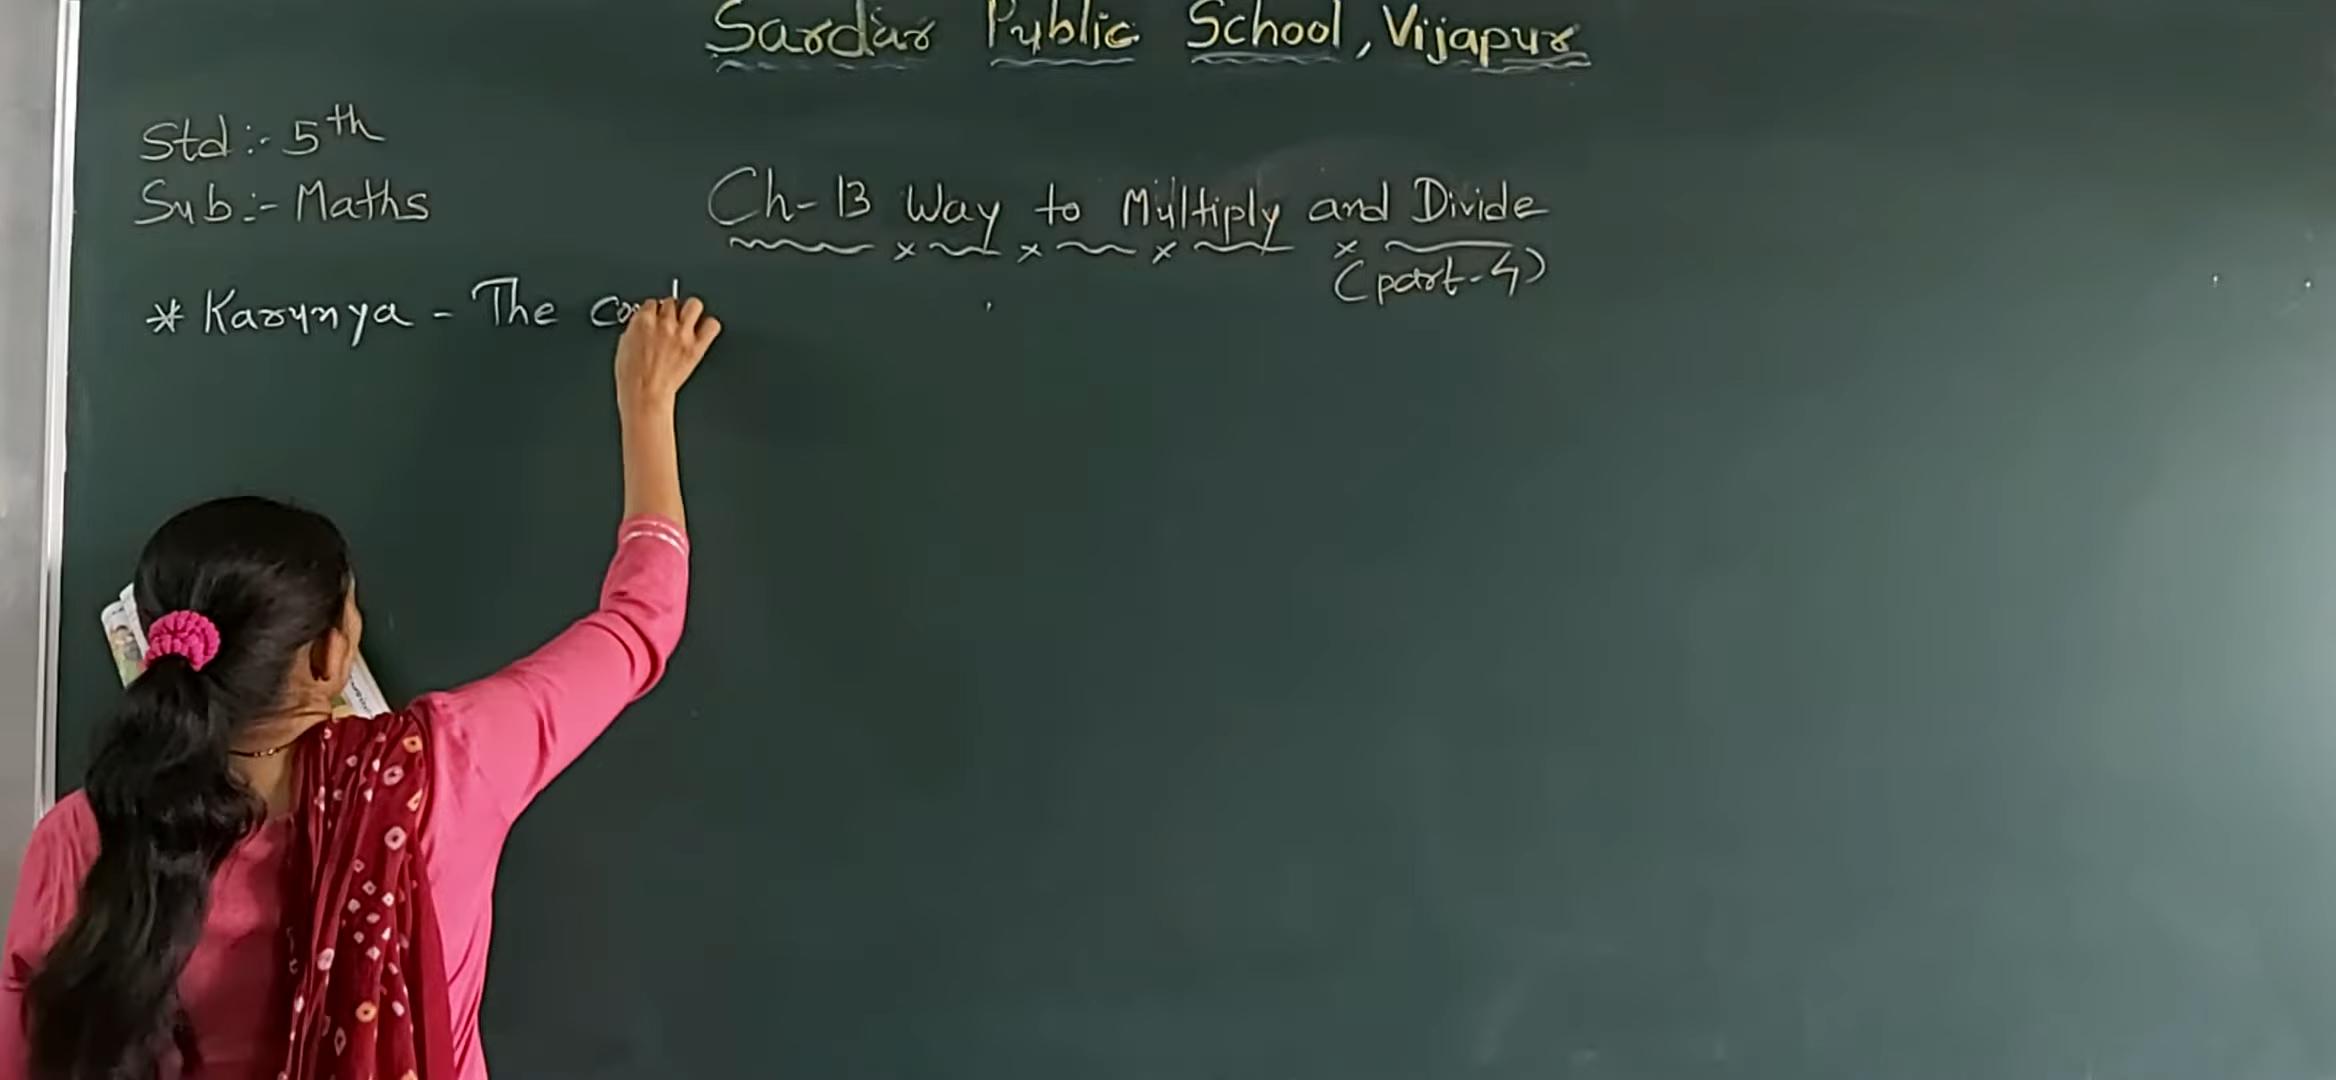 Sardar Public School, Vijapur
Std :- 5th
Sub :- Maths
Ch-13 Way to Multiply and Divide
(part-4)
* Karunya - The